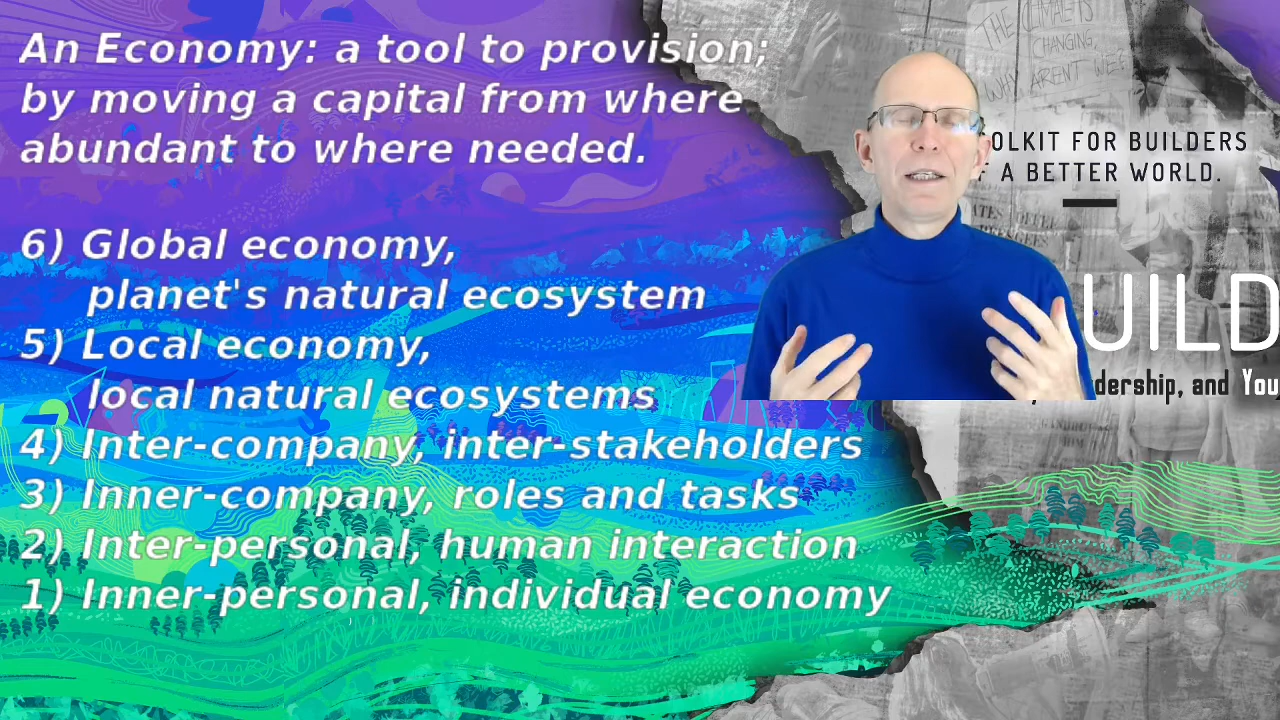 An Economy: a tool to provision;
by moving a capital from where
abundant to where needed.
6) Global economy,
planet's natural ecosystem
5) Local economy,
local natural ecosystems
4) Inter-company, inter-stakeholders
3) Inner-company, roles and tasks
2) Inter-personal, human interaction
1) Inner-personal, individual economy
THE CLIMATE IS
CHANGING,
WHY AREN'T WE?
OLKIT FOR BUILDERS
F A BETTER WORLD.
UILD
dership, and You